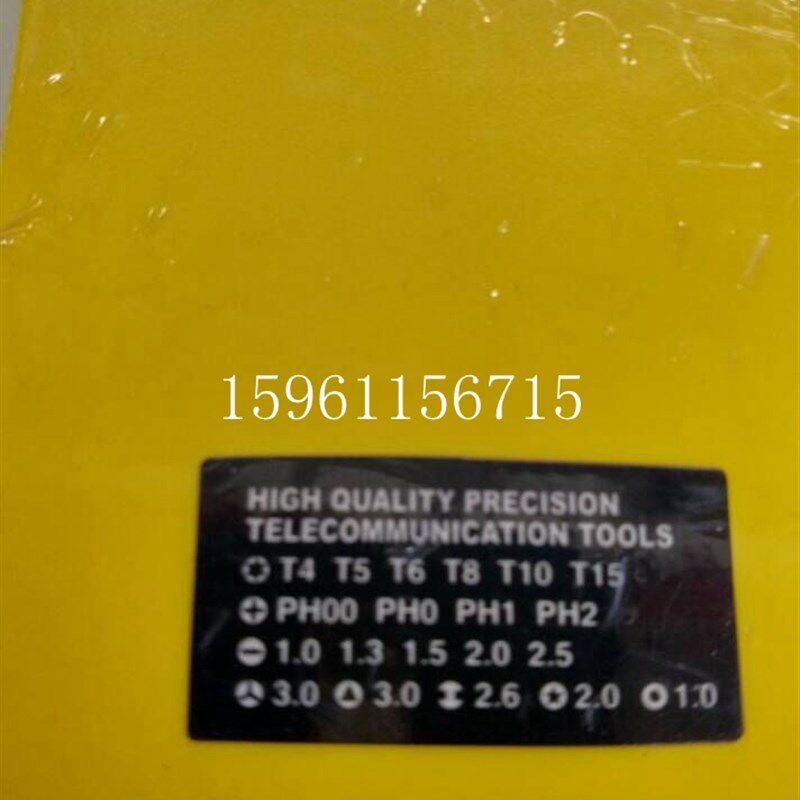 15961156715
HIGH QUALITY PRECISION
TELECOMMUNICATION TOOLS
T4 T5 T6 T8 T10 T15
PH00 PH0 PH1 PH2
1.0 1.3 1.5 2.0 2.5
3.0 3.0 2.6 2.0 1.0